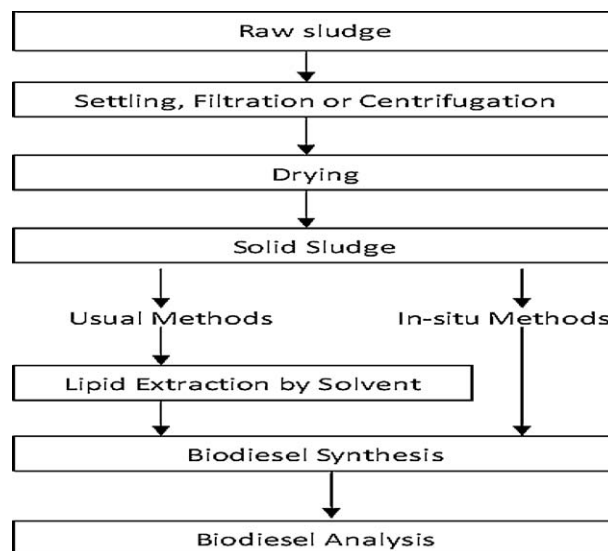 Raw sludge
Settling, Filtration or Centrifugation
Drying
Solid Sludge
Usual Methods
In-situ Methods
Lipid Extraction by Solvent
Biodiesel Synthesis
Biodiesel Analysis